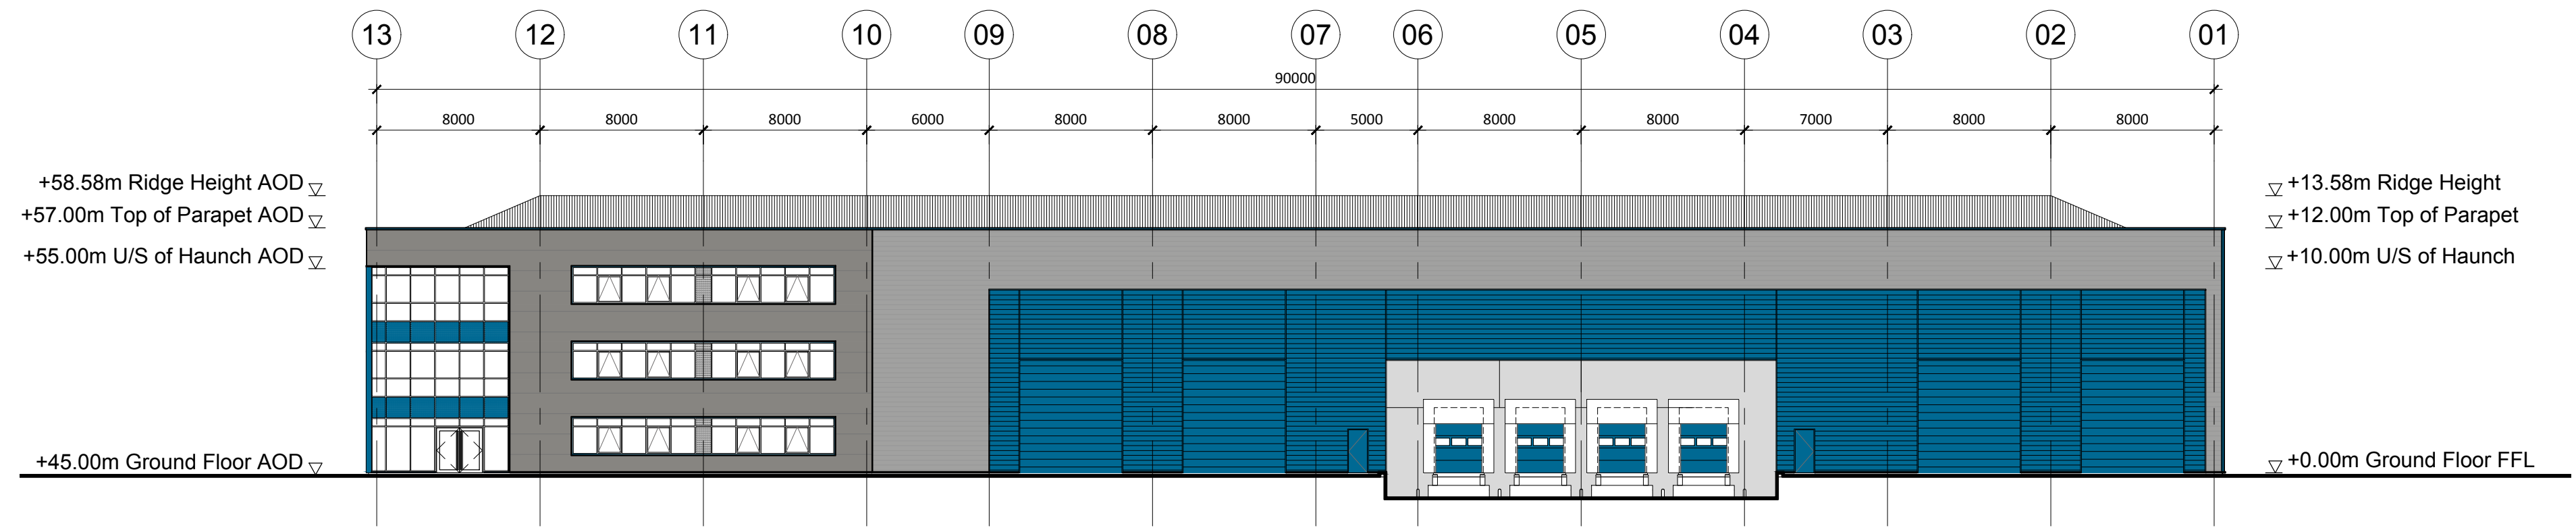 13 12 11 10 09 08 07 06 05 04 03 02 01
90000
8000 8000 8000 6000 8000 8000 5000 8000 8000 7000 8000 8000
+58.58m Ridge Height AOD
+57.00m Top of Parapet AOD
+55.00m U/S of Haunch AOD
+45.00m Ground Floor AOD
+13.58m Ridge Height
+12.00m Top of Parapet
+10.00m U/S of Haunch
+0.00m Ground Floor FFL